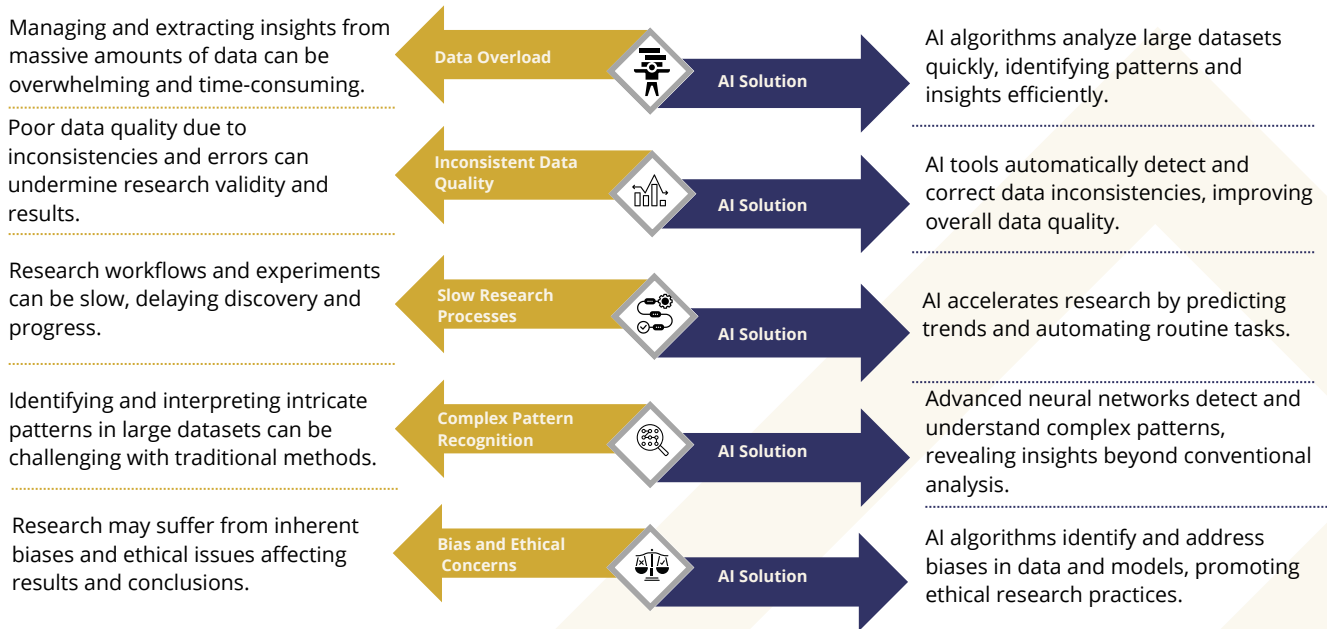 Managing and extracting insights from
massive amounts of data can be
overwhelming and time-consuming.
Data Overload
AI Solution
AI algorithms analyze large datasets
quickly, identifying patterns and
insights efficiently.
Poor data quality due to
inconsistencies and errors can
undermine research validity and
results.
Inconsistent Data
Quality
AI Solution
AI tools automatically detect and
correct data inconsistencies, improving
overall data quality.
Research workflows and experiments
can be slow, delaying discovery and
progress.
Slow Research
Processes
AI Solution
AI accelerates research by predicting
trends and automating routine tasks.
Identifying and interpreting intricate
patterns in large datasets can be
challenging with traditional methods.
Complex Pattern
Recognition
AI Solution
Advanced neural networks detect and
understand complex patterns,
revealing insights beyond conventional
analysis.
Research may suffer from inherent
biases and ethical issues affecting
results and conclusions.
Bias and Ethical
Concerns
AI Solution
AI algorithms identify and address
biases in data and models, promoting
ethical research practices.